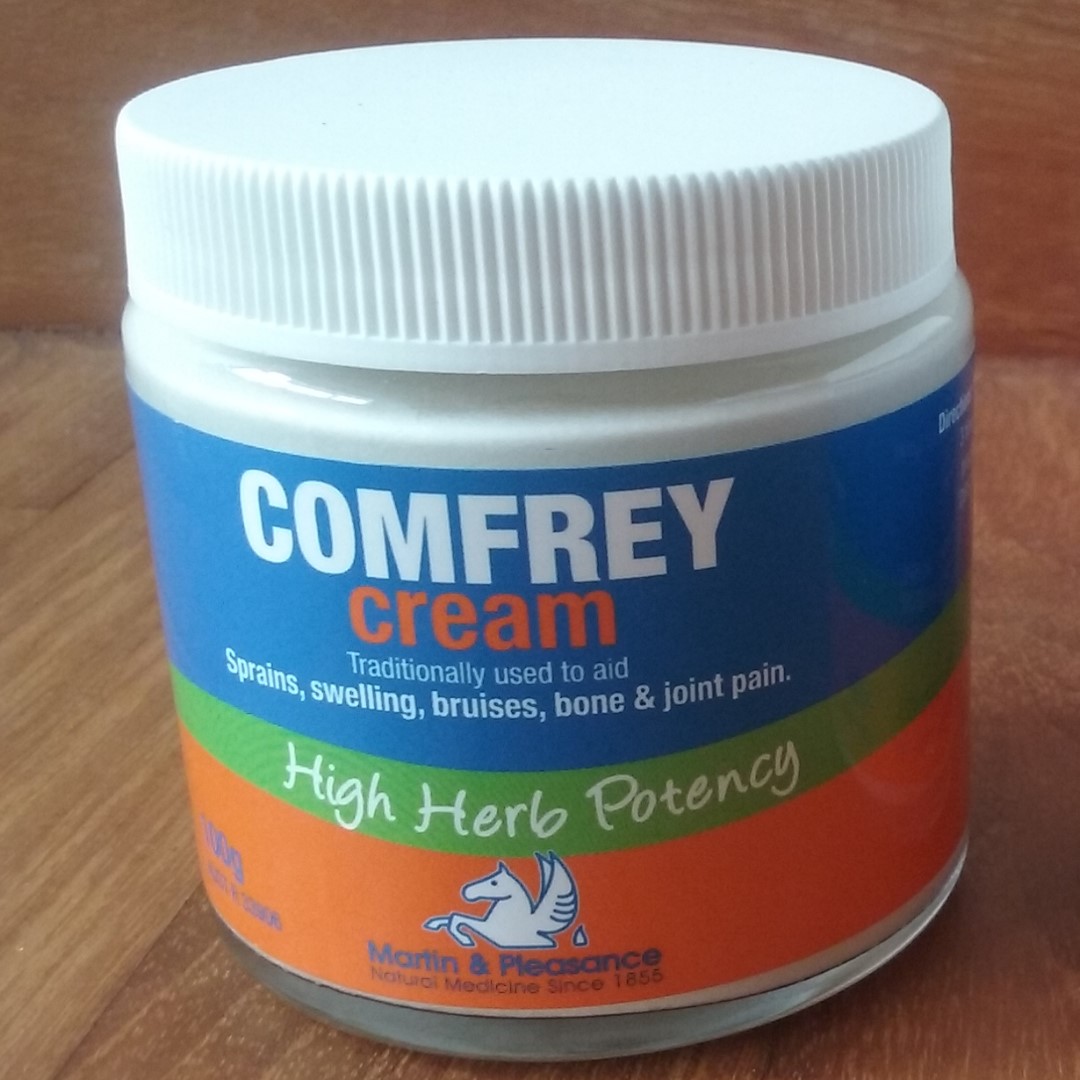 COMFREY
cream
Traditionally used to aid
Sprains, swelling, bruises, bone & joint pain.
High Herb Potency
100g
Martin & Pleasance
Natural Medicine Since 1855